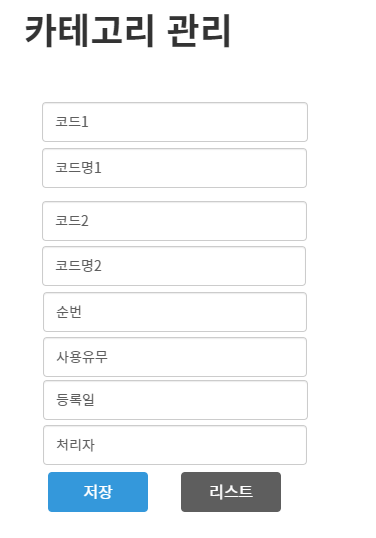 카테고리 관리
코드1
코드명1
코드2
코드명2
순번
사용유무
등록일
처리자
저장
리스트